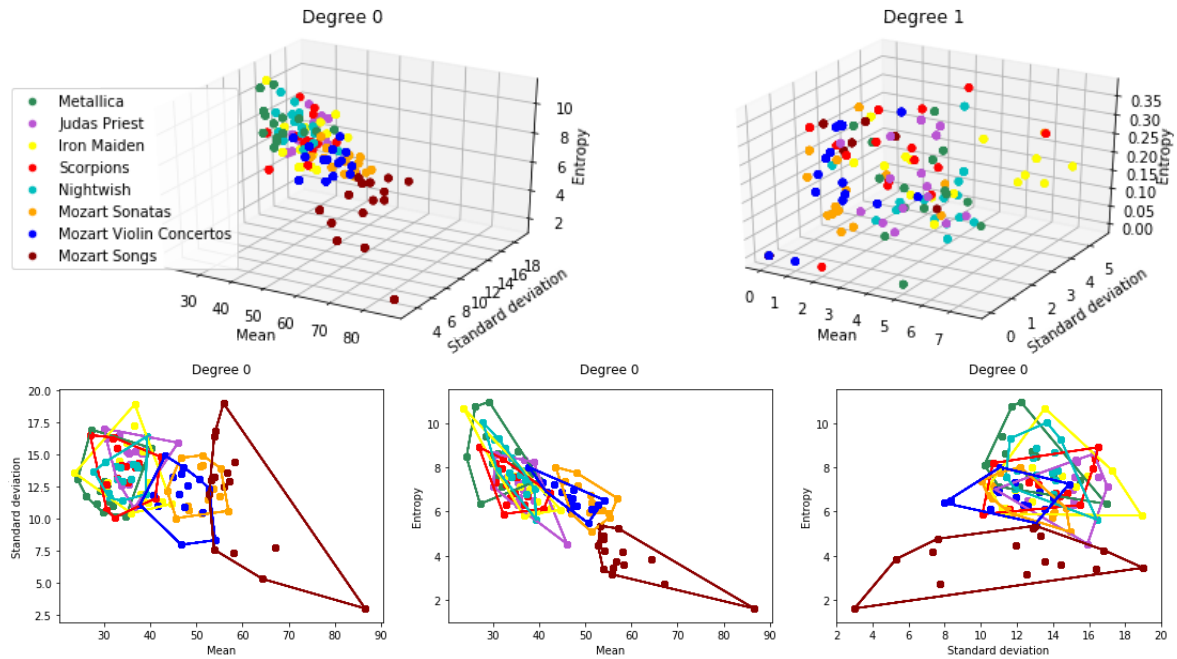 Degree 0
Degree 1
Metallica
Judas Priest
Iron Maiden
Scorpions
Nightwish
Mozart Sonatas
Mozart Violin Concertos
Mozart Songs
10
8
6
4
2
Entropy
30 40 50 60 70 80
Mean
4 6 8 10 12 14 16 18
Standard deviation
0.35
0.30
0.25
0.20
0.15
0.10
0.05
0.00
Entropy
0 1 2 3 4 5 6 7
Mean
0 1 2 3 4 5
Standard deviation
Degree 0
20.0
17.5
15.0
12.5
10.0
7.5
5.0
2.5
Standard deviation
30 40 50 60 70 80 90
Mean
Degree 0
10
8
6
4
2
Entropy
30 40 50 60 70 80 90
Mean
Degree 0
10
8
6
4
2
Entropy
2 4 6 8 10 12 14 16 18 20
Standard deviation